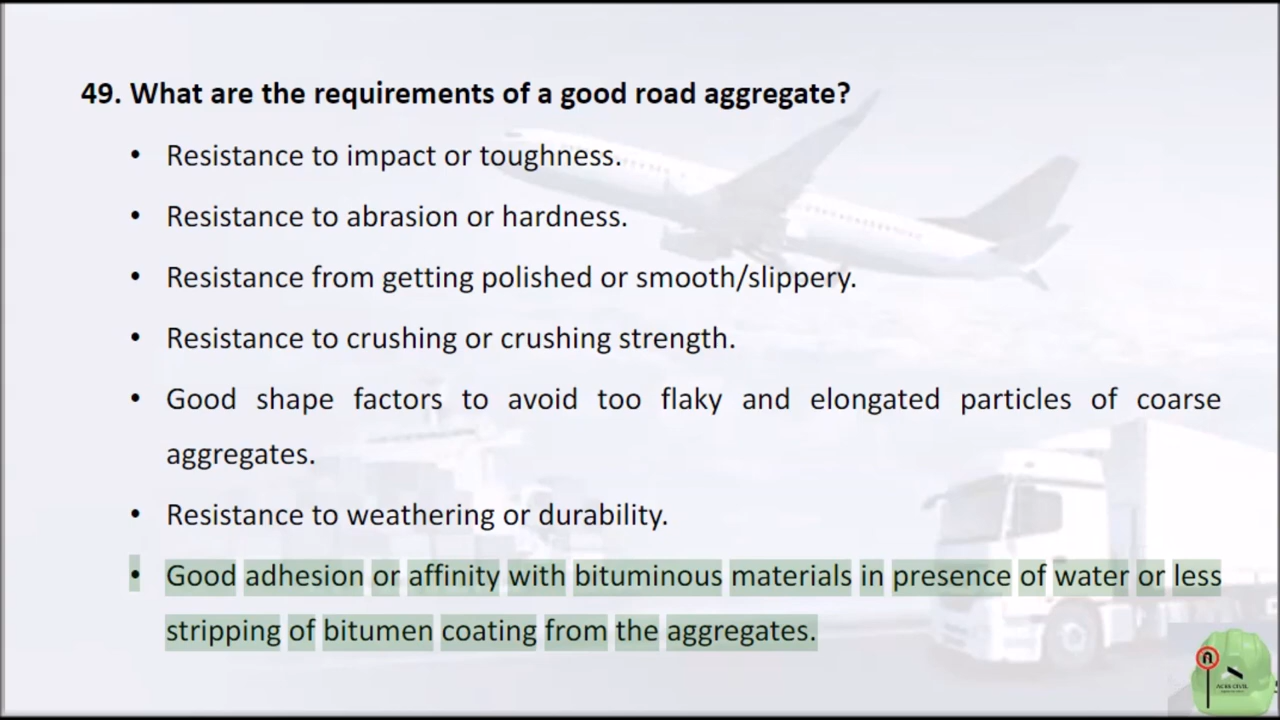 49. What are the requirements of a good road aggregate?
• Resistance to impact or toughness.
• Resistance to abrasion or hardness.
• Resistance from getting polished or smooth/slippery.
• Resistance to crushing or crushing strength.
• Good shape factors to avoid too flaky and elongated particles of coarse
aggregates.
• Resistance to weathering or durability.
• Good adhesion or affinity with bituminous materials in presence of water or less
stripping of bitumen coating from the aggregates.